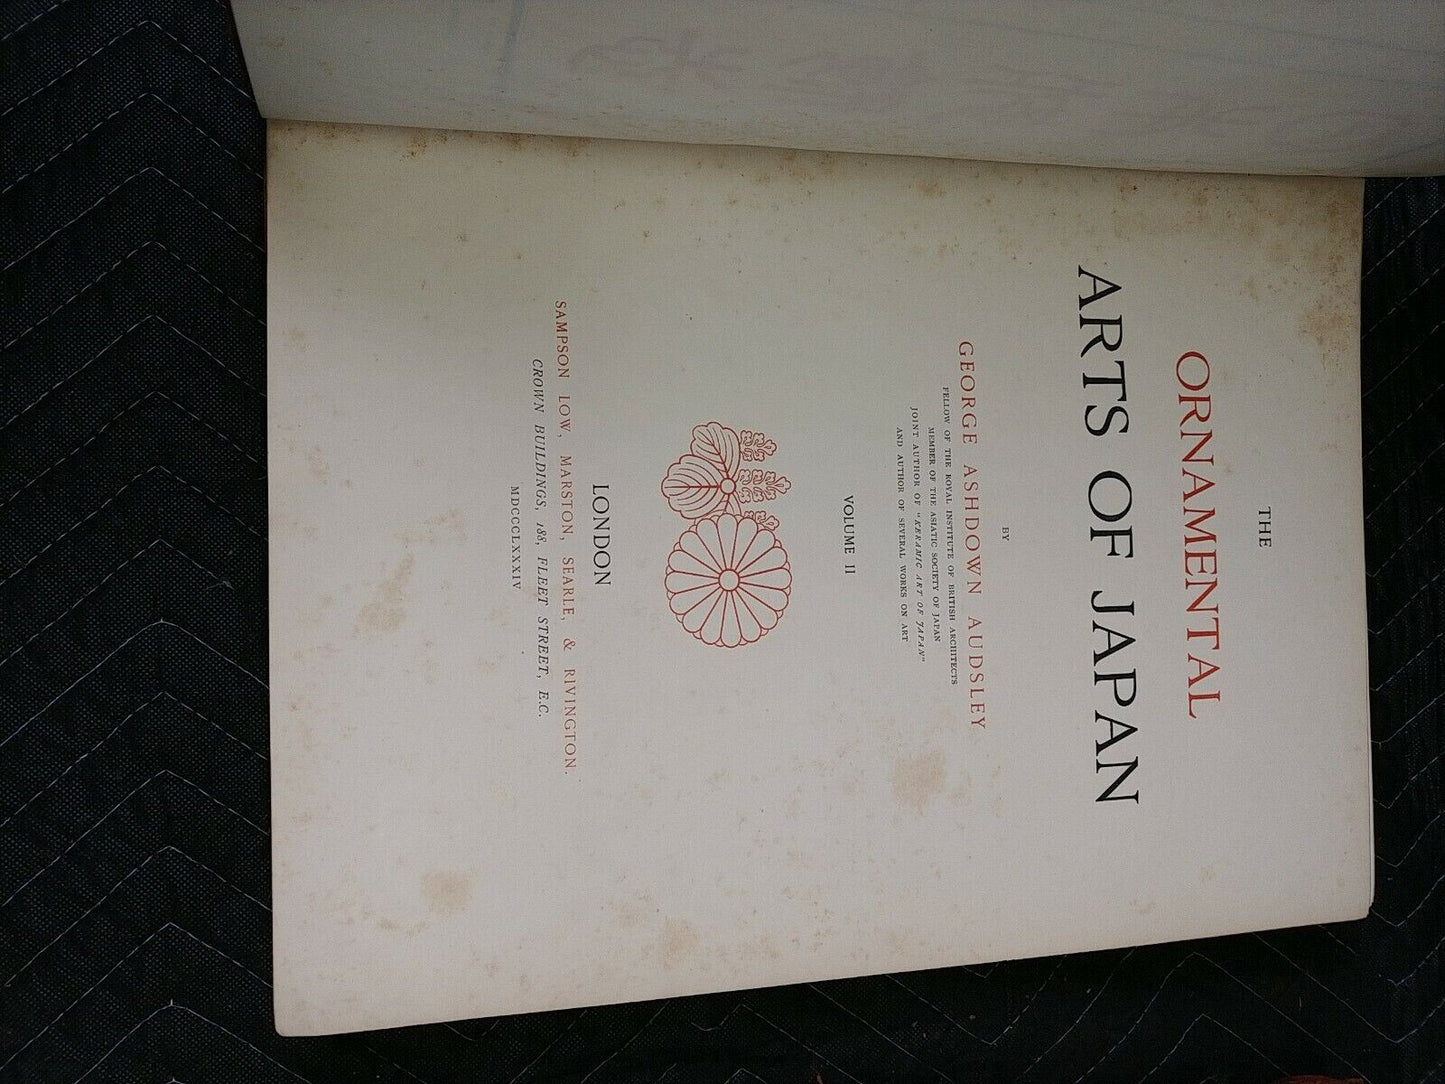 THE
ORNAMENTAL
ARTS OF JAPAN
BY
GEORGE ASHDOWN AUDSLEY
FELLOW OF THE ROYAL INSTITUTE OF BRITISH ARCHITECTS
MEMBER OF THE ASIATIC SOCIETY OF JAPAN
JOINT AUTHOR OF "KERAMIC ART OF JAPAN"
AND AUTHOR OF SEVERAL WORKS ON ART
VOLUME II
LONDON
SAMPSON LOW, MARSTON, SEARLE, & RIVINGTON.
CROWN BUILDINGS, 188, FLEET STREET, E.C.
MDCCCLXXXIV